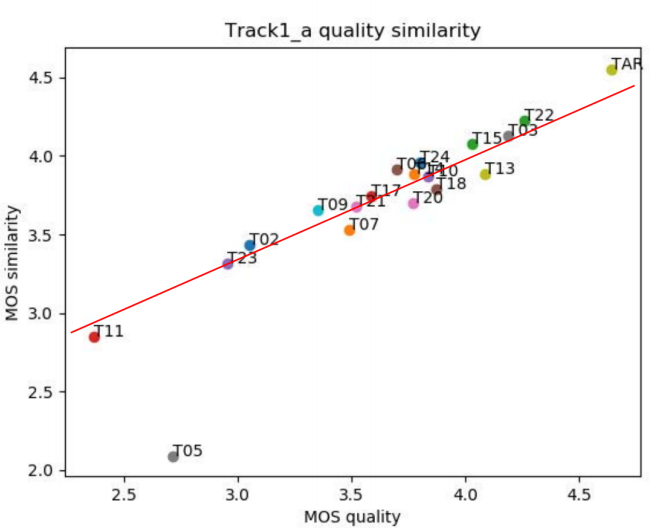 Track1_a quality similarity
MOS similarity
4.5
4.0
3.5
3.0
2.5
2.0
TAR
T22
T03
T15
T24
T10
T13
T18
T17
T20
T09
T21
T07
T02
T23
T11
T05
2.5
3.0
3.5
4.0
4.5
MOS quality